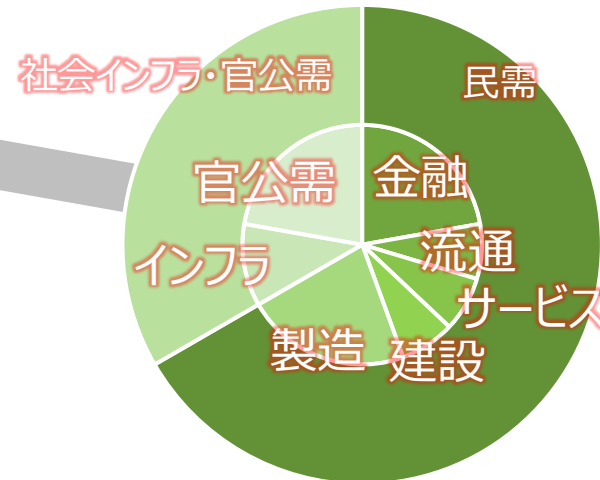 社会インフラ・官公需
民需
官公需
金融
流通
インフラ
サービス
製造
建設